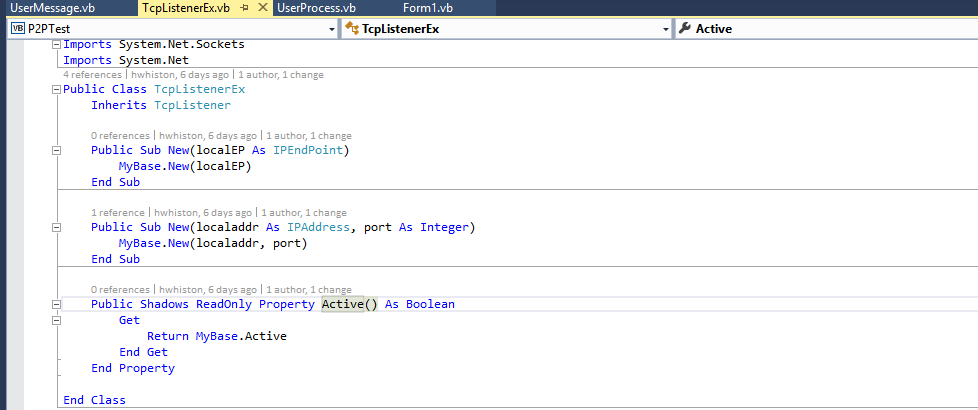 UserMessage.vb TcpListenerEx.vb UserProcess.vb Form1.vb
VB P2PTest TcpListenerEx Active
Imports System.Net.Sockets
Imports System.Net
4 references | hwhiston, 6 days ago | 1 author, 1 change
Public Class TcpListenerEx
Inherits TcpListener
0 references | hwhiston, 6 days ago | 1 author, 1 change
Public Sub New(localEP As IPEndPoint)
MyBase.New(localEP)
End Sub
1 reference | hwhiston, 6 days ago | 1 author, 1 change
Public Sub New(localaddr As IPAddress, port As Integer)
MyBase.New(localaddr, port)
End Sub
0 references | hwhiston, 6 days ago | 1 author, 1 change
Public Shadows ReadOnly Property Active() As Boolean
Get
Return MyBase.Active
End Get
End Property
End Class